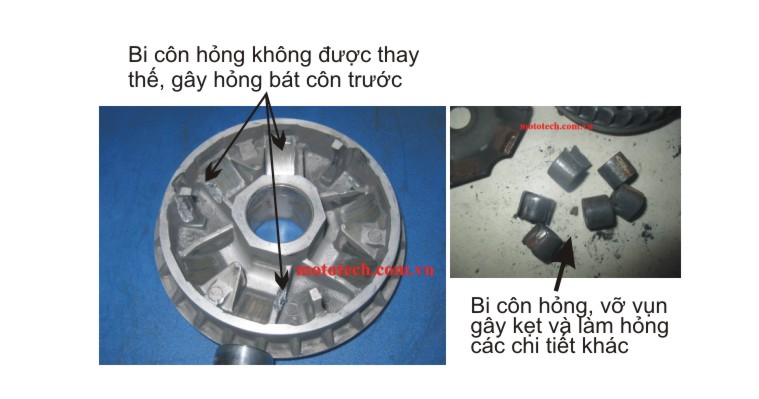 Bi côn hỏng không được thay
thế, gây hỏng bát côn trước
mototech.com.vn
mototech.com.vn
Bi côn hỏng, vỡ vụn
gây kẹt và làm hỏng
các chi tiết khác